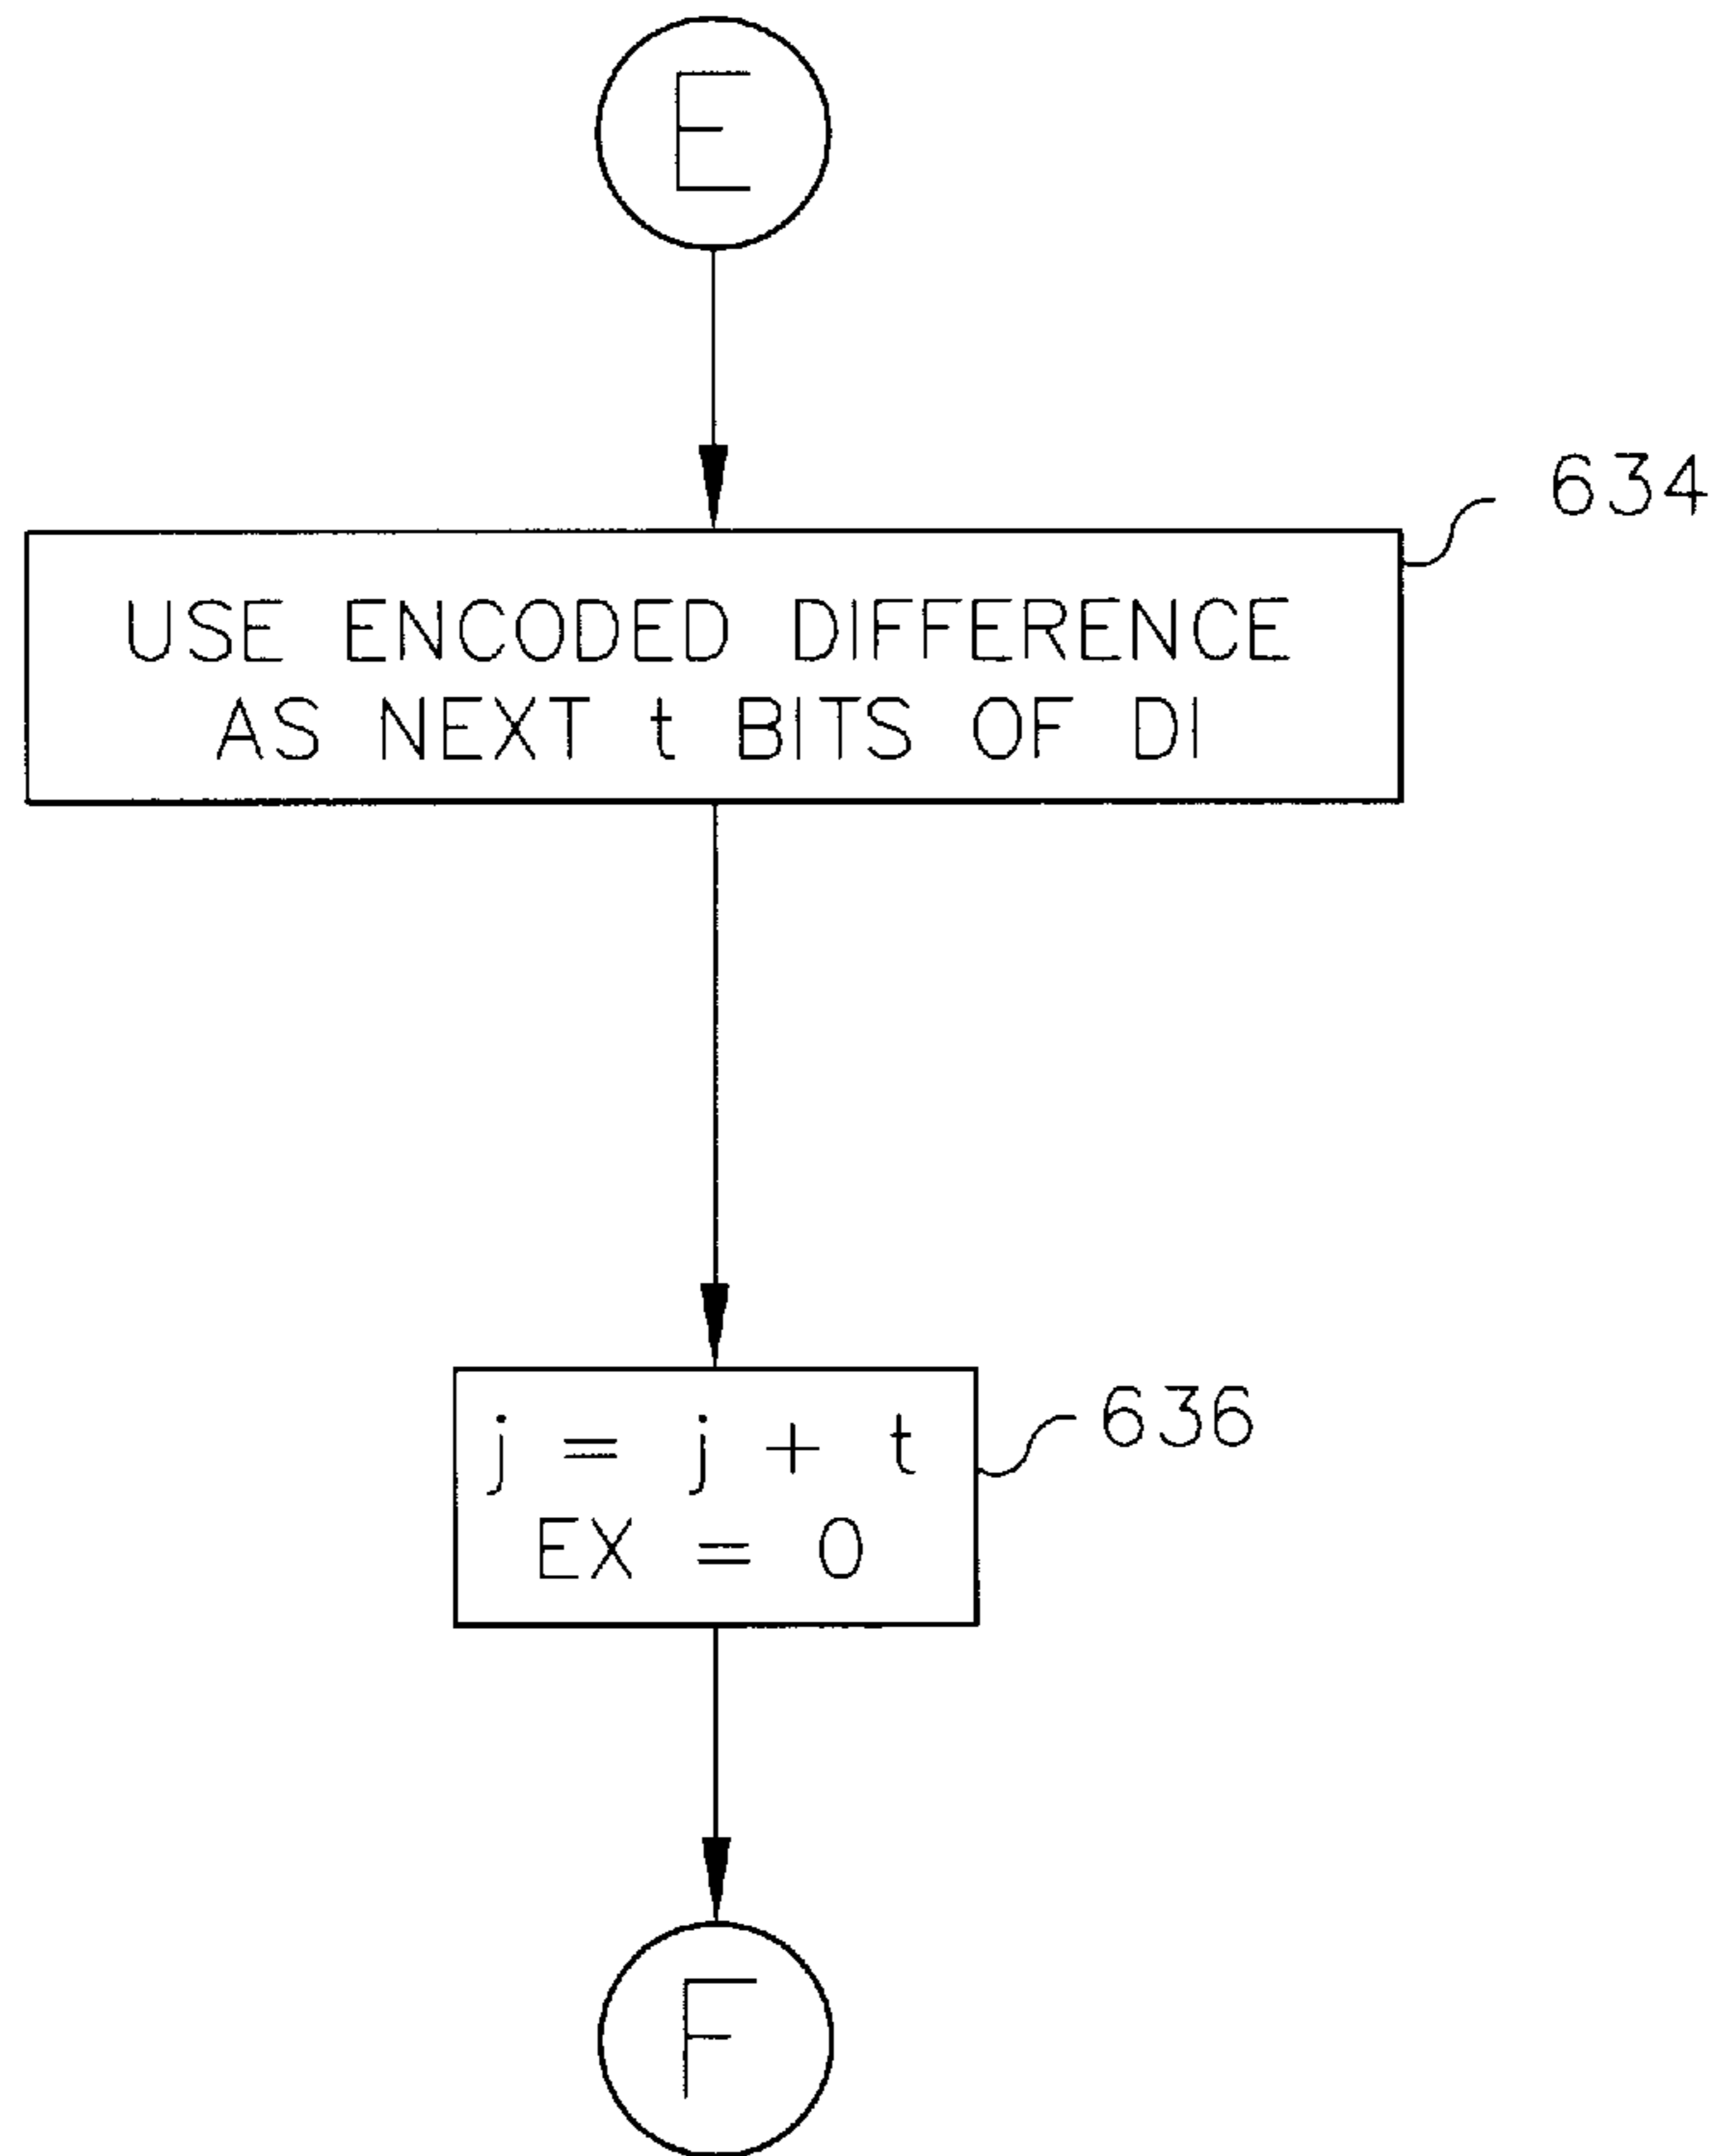 E
634
USE ENCODED DIFFERENCE
AS NEXT t BITS OF DI
j = j + t
636
EX = 0
F